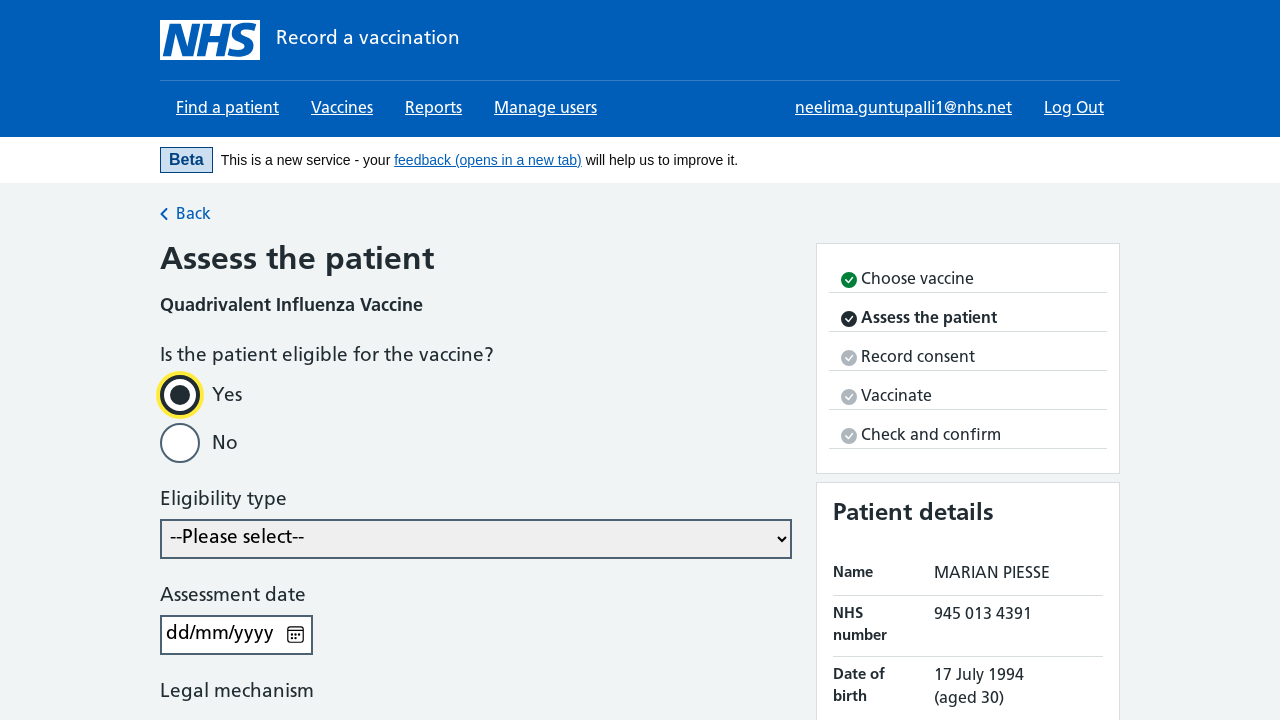 NHS Record a vaccination
Find a patient Vaccines Reports Manage users neelima.guntupalli1@nhs.net Log Out
Beta This is a new service - your feedback (opens in a new tab) will help us to improve it.
Back
Assess the patient
Quadrivalent Influenza Vaccine
Is the patient eligible for the vaccine?
Yes
No
Eligibility type
--Please select--
Assessment date
dd/mm/yyyy
Legal mechanism
Choose vaccine
Assess the patient
Record consent
Vaccinate
Check and confirm
Patient details
Name MARIAN PIESSE
NHS number 945 013 4391
Date of birth 17 July 1994
(aged 30)